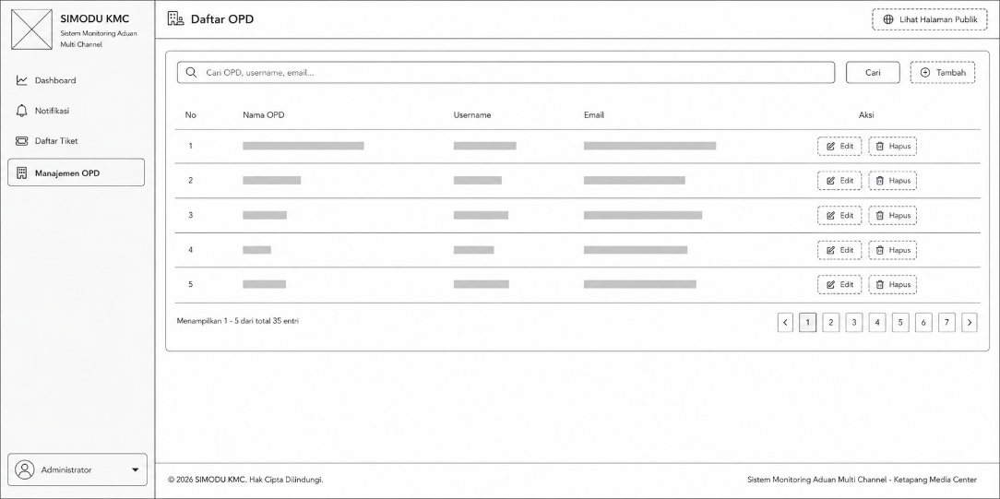 SIMODU KMC
Sistem Monitoring Aduan
Multi Channel
Dashboard
Notifikasi
Daftar Tiket
Manajemen OPD
Administrator
Daftar OPD
Lihat Halaman Publik
Cari OPD, username, email...
Cari
Tambah
No Nama OPD Username Email Aksi
1 Edit Hapus
2 Edit Hapus
3 Edit Hapus
4 Edit Hapus
5 Edit Hapus
Menampilkan 1 - 5 dari total 35 entri
1 2 3 4 5 6 7
© 2026 SIMODU KMC. Hak Cipta Dilindungi.
Sistem Monitoring Aduan Multi Channel - Ketapang Media Center